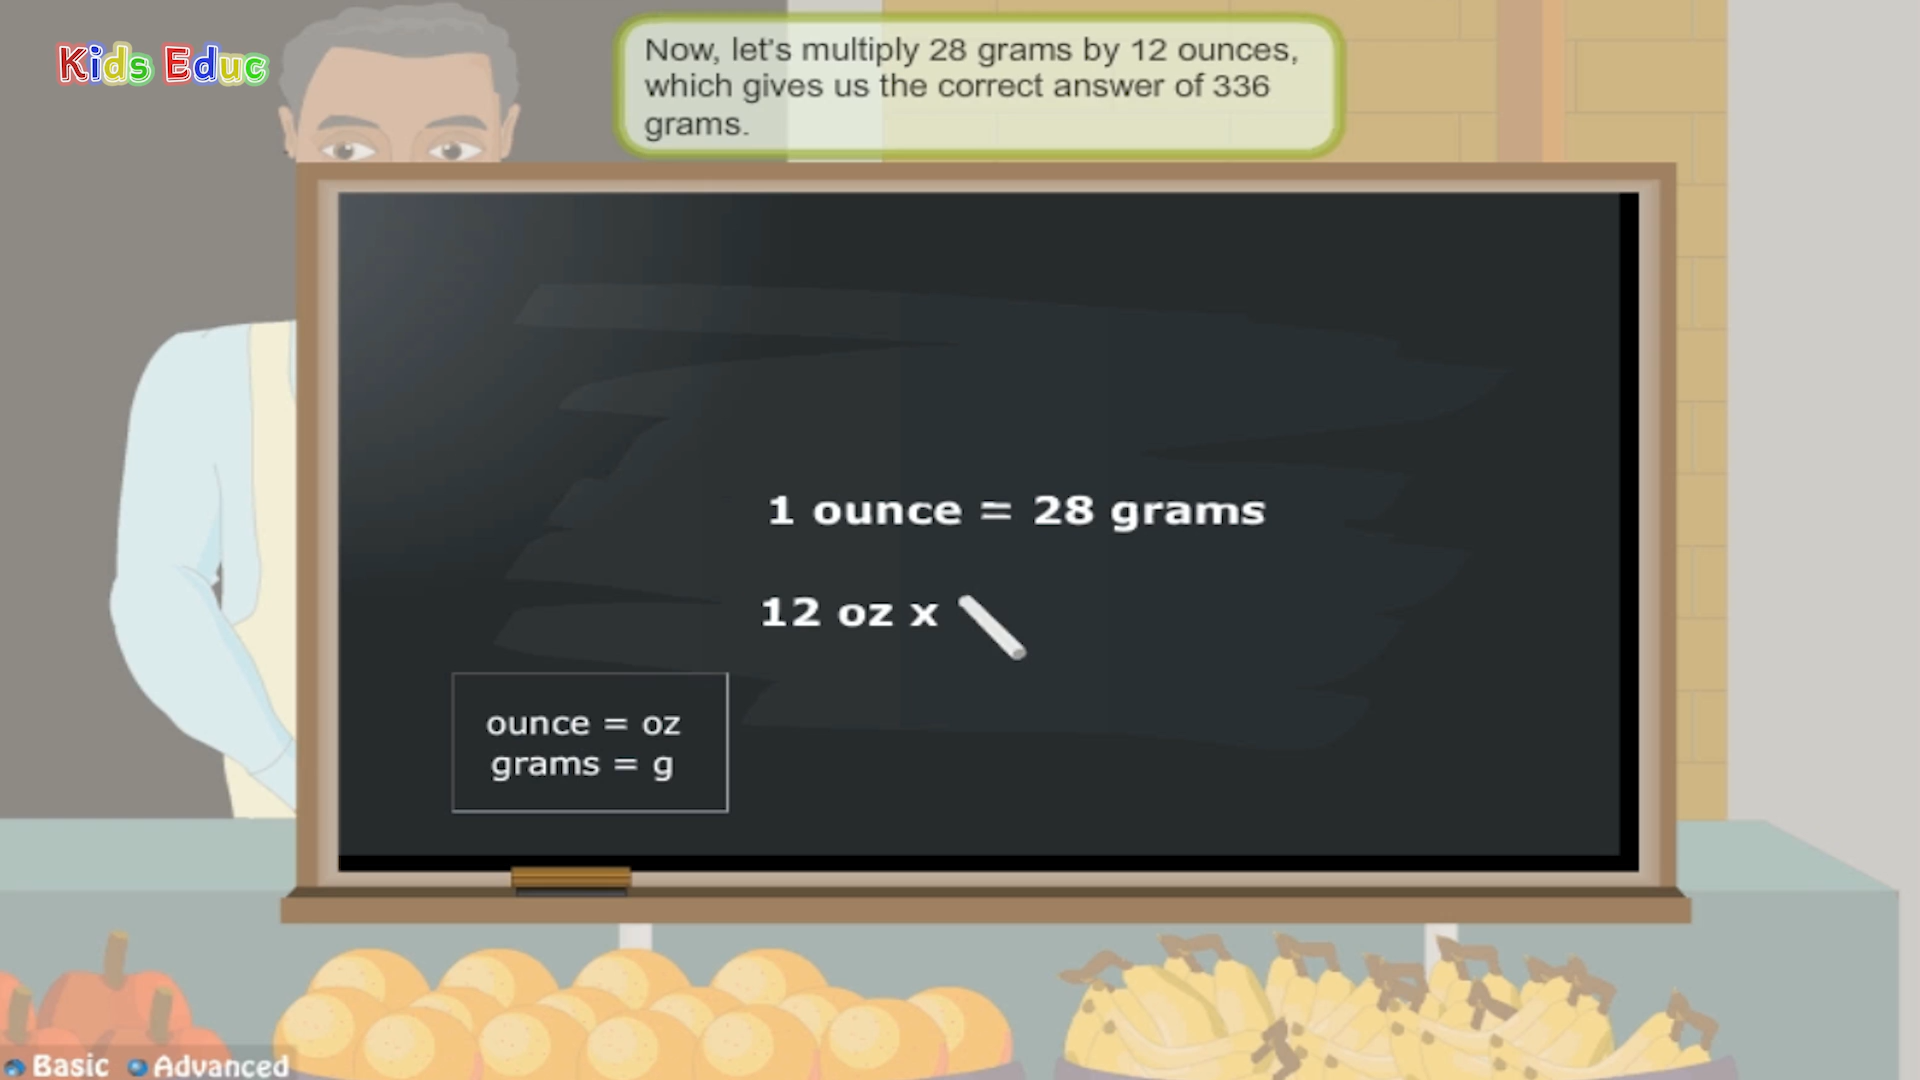 Kids Educ
Now, let's multiply 28 grams by 12 ounces,
which gives us the correct answer of 336
grams.
1 ounce = 28 grams
12 oz x
ounce = oz
grams = g
Basic Advanced